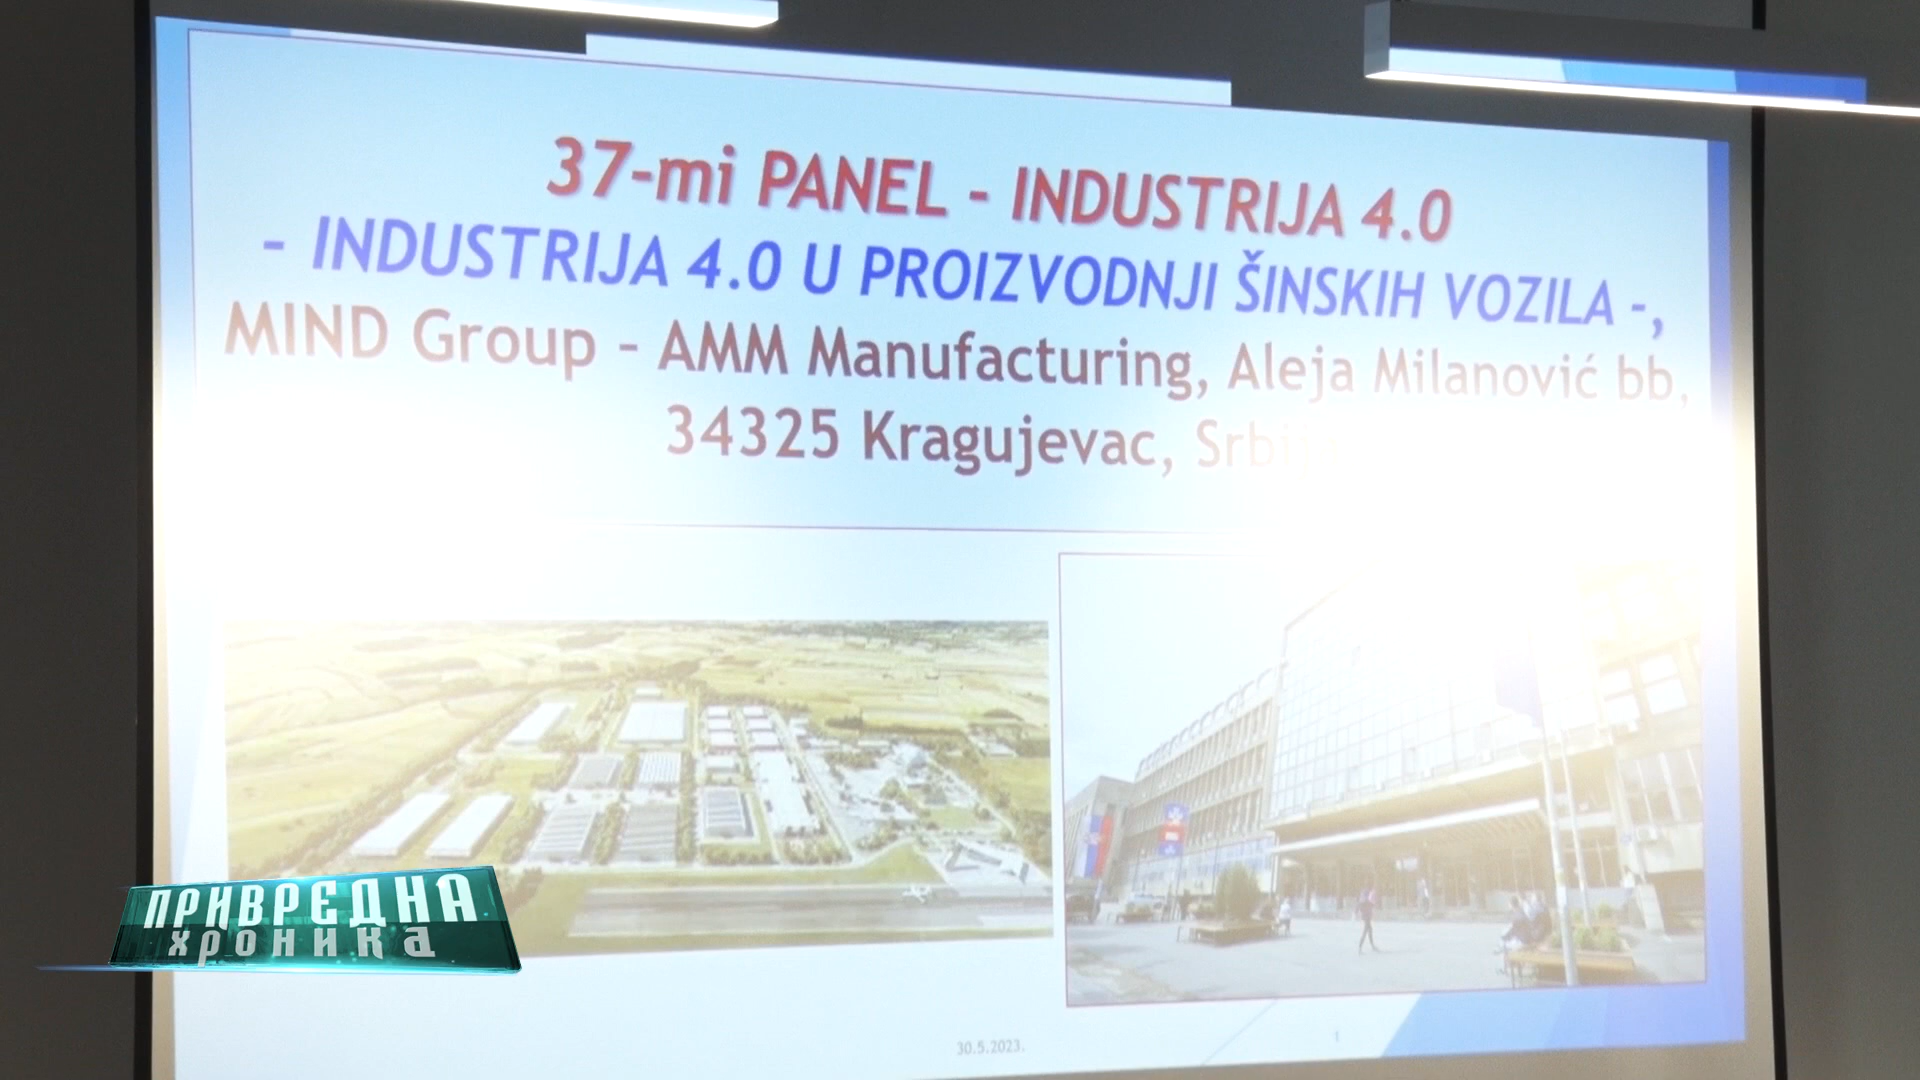 37-mi PANEL - INDUSTRIJA 4.0
- INDUSTRIJA 4.0 U PROIZVODNJI ŠINSKIH VOZILA -,
MIND Group - AMM Manufacturing, Aleja Milanović bb,
34325 Kragujevac, Srbija
ПРИВРЕДНА
хроника
30.5.2023.
1